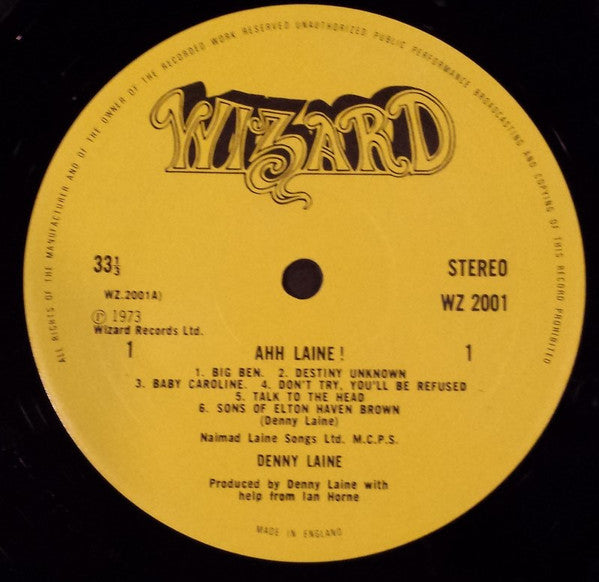 ALL RIGHTS OF THE MANUFACTURER AND OF THE OWNER OF THE RECORDED WORK RESERVED UNAUTHORIZED PUBLIC PERFORMANCE BROADCASTING AND COPYING OF THIS RECORD PROHIBITED
WIZARD
33⅓
STEREO
WZ.2001A)
WZ 2001
℗ 1973
Wizard Records Ltd.
1 AHH LAINE! 1
1. BIG BEN. 2. DESTINY UNKNOWN
3. BABY CAROLINE. 4. DON'T TRY, YOU'LL BE REFUSED
5. TALK TO THE HEAD
6. SONS OF ELTON HAVEN BROWN
(Denny Laine)
Naimad Laine Songs Ltd. M.C.P.S.
DENNY LAINE
Produced by Denny Laine with
help from Ian Horne
MADE IN ENGLAND